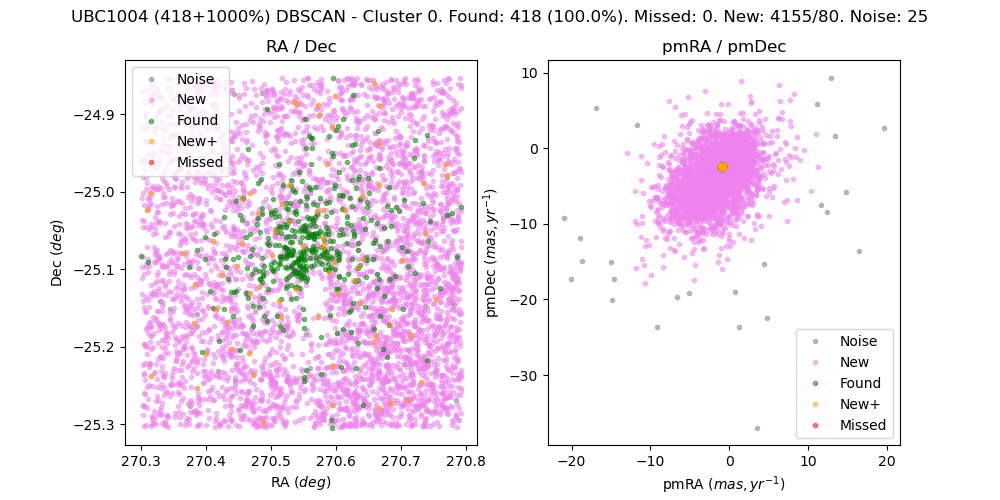 UBC1004 (418+1000%) DBSCAN - Cluster 0. Found: 418 (100.0%). Missed: 0. New: 4155/80. Noise: 25
RA / Dec
Noise
New
Found
New+
Missed
−24.9
−25.0
−25.1
−25.2
−25.3
Dec (deg)
270.3 270.4 270.5 270.6 270.7 270.8
RA (deg)
pmRA / pmDec
10
0
−10
−20
−30
pmDec (mas, yr⁻¹)
Noise
New
Found
New+
Missed
−20 −10 0 10 20
pmRA (mas, yr⁻¹)